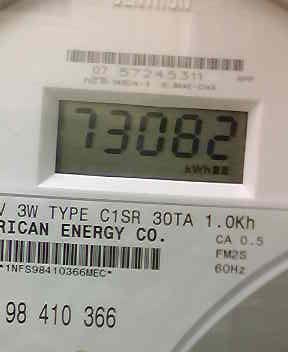 07 57245311
73082
kWh
V 3W TYPE C1SR 30TA 1.0Kh
RICAN ENERGY CO.
CA 0.5
FM2S
60Hz
*1NFS98410366MEC*
98 410 366